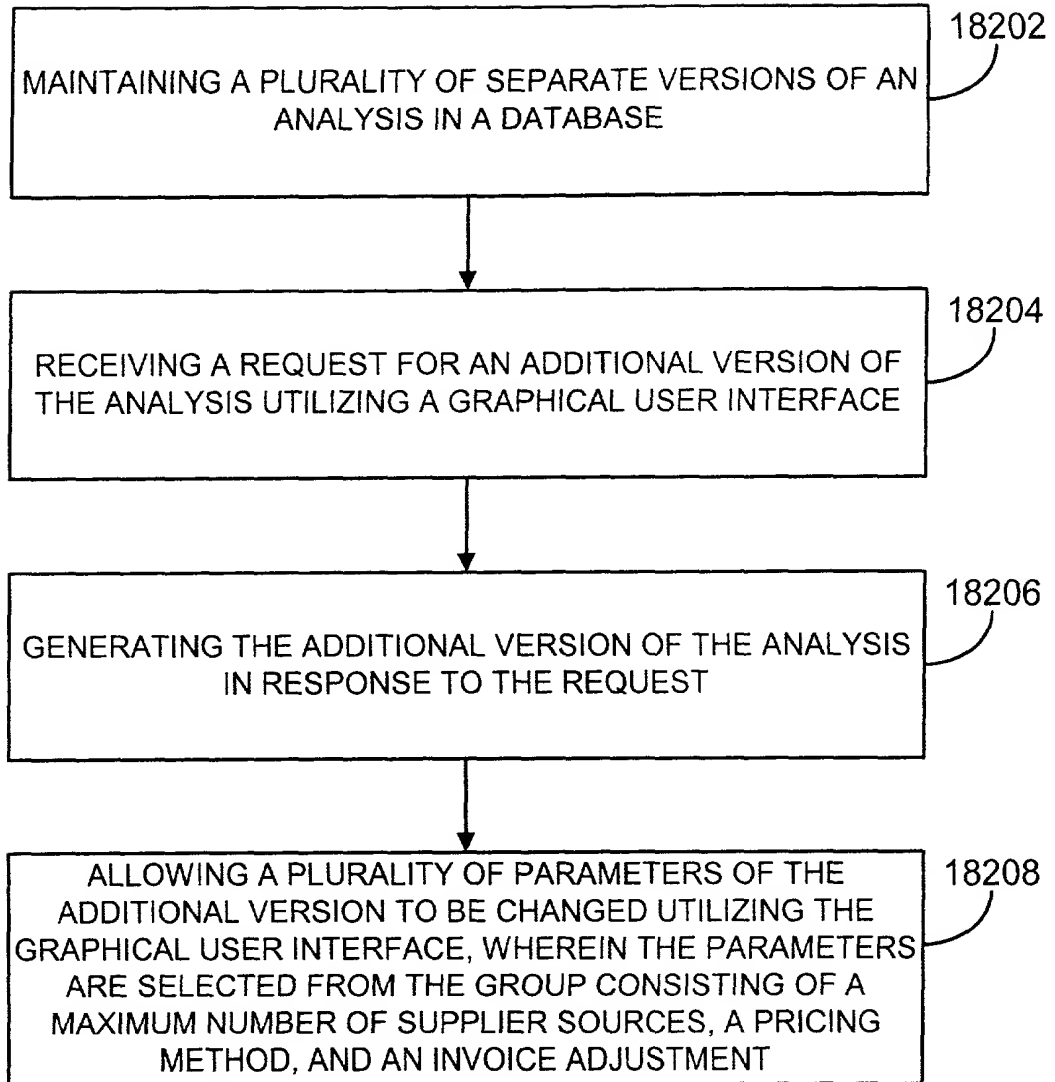 18202
MAINTAINING A PLURALITY OF SEPARATE VERSIONS OF AN
ANALYSIS IN A DATABASE
18204
RECEIVING A REQUEST FOR AN ADDITIONAL VERSION OF
THE ANALYSIS UTILIZING A GRAPHICAL USER INTERFACE
18206
GENERATING THE ADDITIONAL VERSION OF THE ANALYSIS
IN RESPONSE TO THE REQUEST
18208
ALLOWING A PLURALITY OF PARAMETERS OF THE
ADDITIONAL VERSION TO BE CHANGED UTILIZING THE
GRAPHICAL USER INTERFACE, WHEREIN THE PARAMETERS
ARE SELECTED FROM THE GROUP CONSISTING OF A
MAXIMUM NUMBER OF SUPPLIER SOURCES, A PRICING
METHOD, AND AN INVOICE ADJUSTMENT